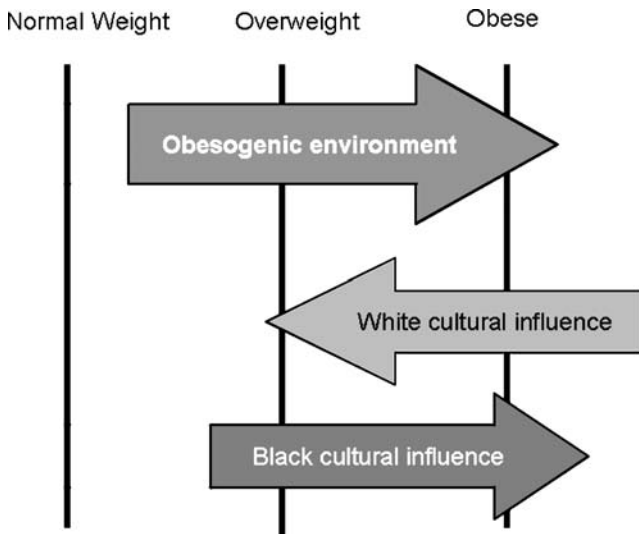 Normal Weight
Overweight
Obese
Obesogenic environment
White cultural influence
Black cultural influence